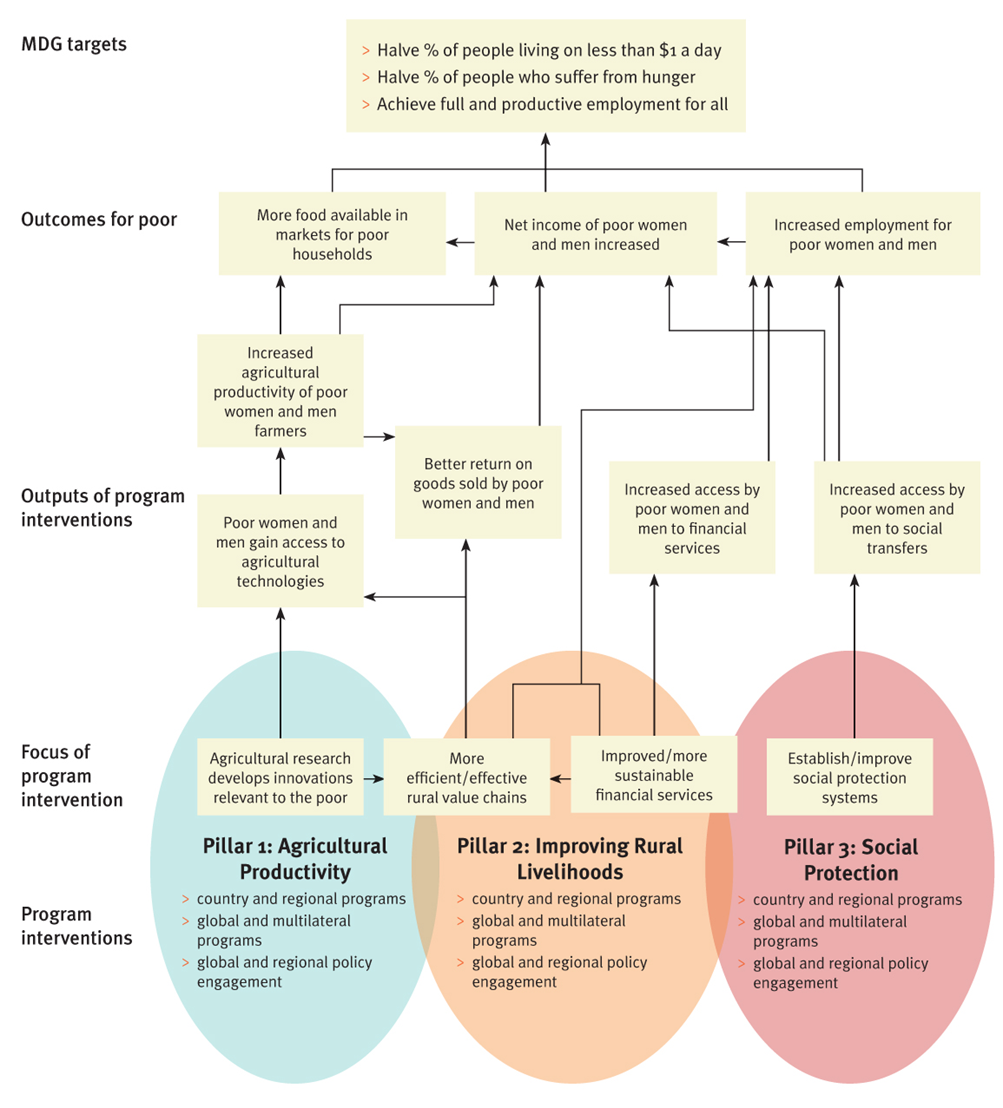 MDG targets
> Halve % of people living on less than $1 a day
> Halve % of people who suffer from hunger
> Achieve full and productive employment for all
Outcomes for poor
More food available in
markets for poor
households
Net income of poor women
and men increased
Increased employment for
poor women and men
Increased
agricultural
productivity of poor
women and men
farmers
Outputs of program
interventions
Better return on
goods sold by poor
women and men
Increased access by
poor women and
men to financial
services
Increased access by
poor women and
men to social
transfers
Poor women and
men gain access to
agricultural
technologies
Focus of
program
intervention
Agricultural research
develops innovations
relevant to the poor
More
efficient/effective
rural value chains
Improved/more
sustainable
financial services
Establish/improve
social protection
systems
Program
interventions
Pillar 1: Agricultural
Productivity
> country and regional programs
> global and multilateral
programs
> global and regional policy
engagement
Pillar 2: Improving Rural
Livelihoods
> country and regional programs
> global and multilateral
programs
> global and regional policy
engagement
Pillar 3: Social
Protection
> country and regional programs
> global and multilateral
programs
> global and regional policy
engagement